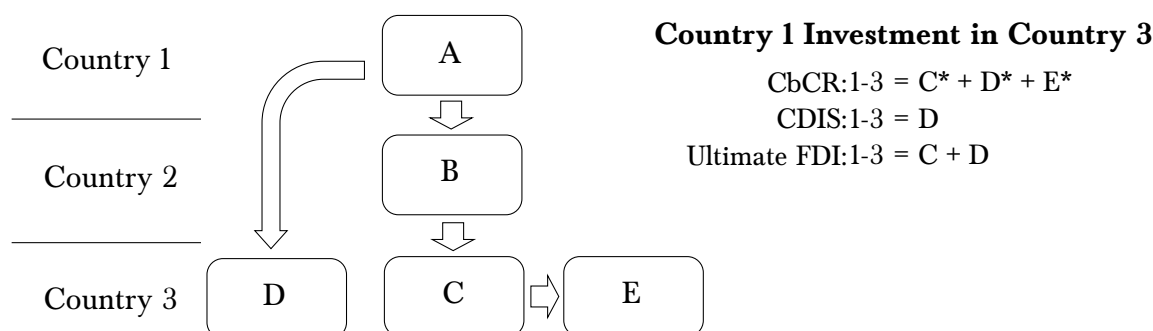 Country 1
A
Country 1 Investment in Country 3
CbCR:1-3 = C* + D* + E*
CDIS:1-3 = D
Ultimate FDI:1-3 = C + D
Country 2
B
Country 3
D
C
E